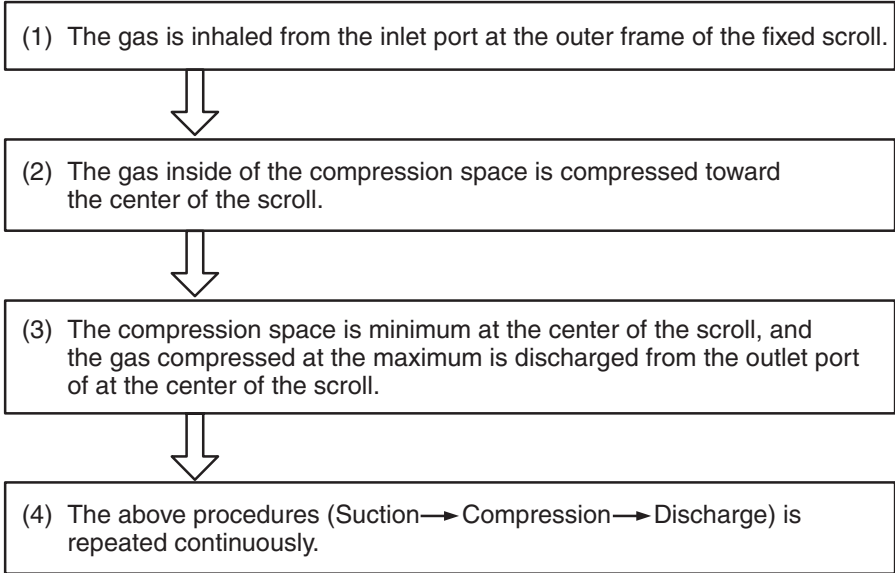 (1) The gas is inhaled from the inlet port at the outer frame of the fixed scroll.
(2) The gas inside of the compression space is compressed toward
the center of the scroll.
(3) The compression space is minimum at the center of the scroll, and
the gas compressed at the maximum is discharged from the outlet port
of at the center of the scroll.
(4) The above procedures (Suction→Compression→Discharge) is
repeated continuously.